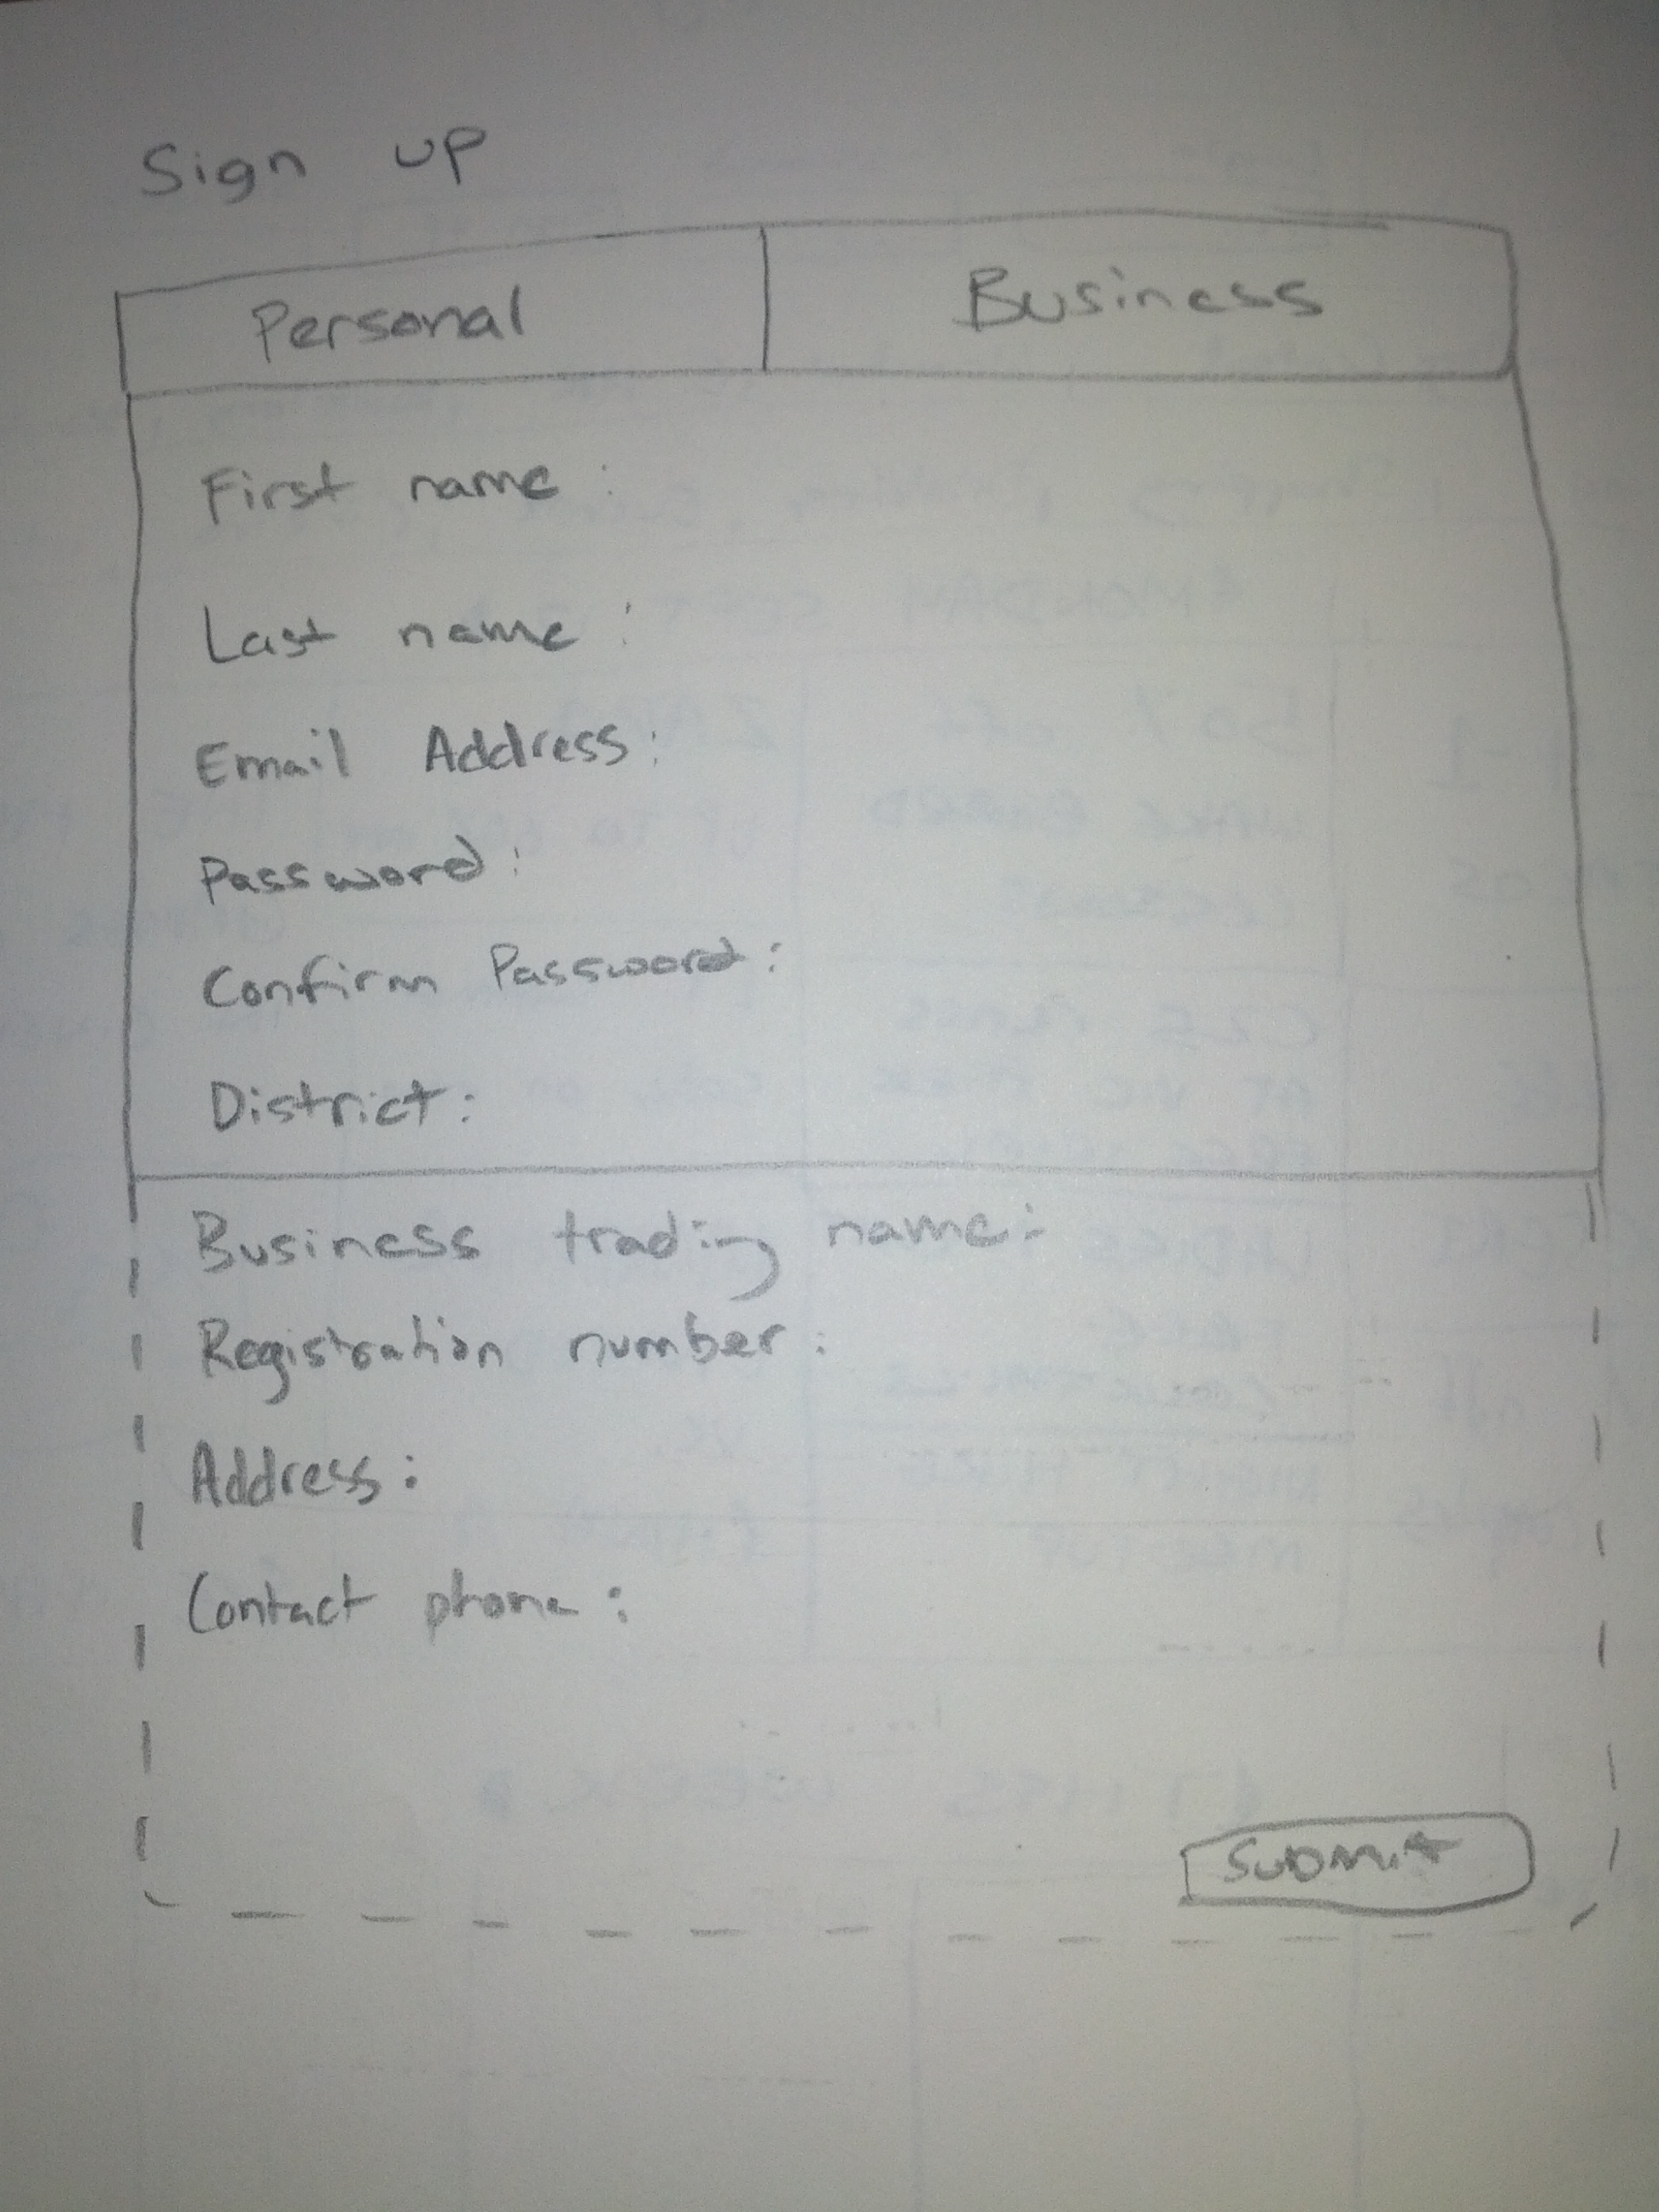 Sign up
Personal Business
First name :
Last name :
Email Address:
Password:
Confirm Password:
District:
Business trading name:
Registration number:
Address:
Contact phone:
Submit